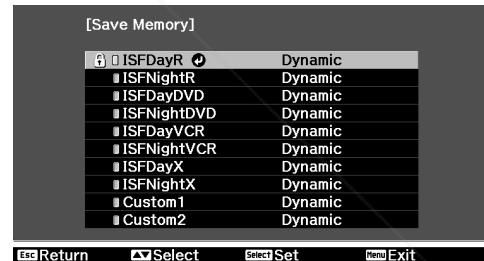 [Save Memory]
ISFDayR Dynamic
ISFNightR Dynamic
ISFDayDVD Dynamic
ISFNightDVD Dynamic
ISFDayVCR Dynamic
ISFNightVCR Dynamic
ISFDayX Dynamic
ISFNightX Dynamic
Custom1 Dynamic
Custom2 Dynamic
Esc Return Select Select Set Menu Exit